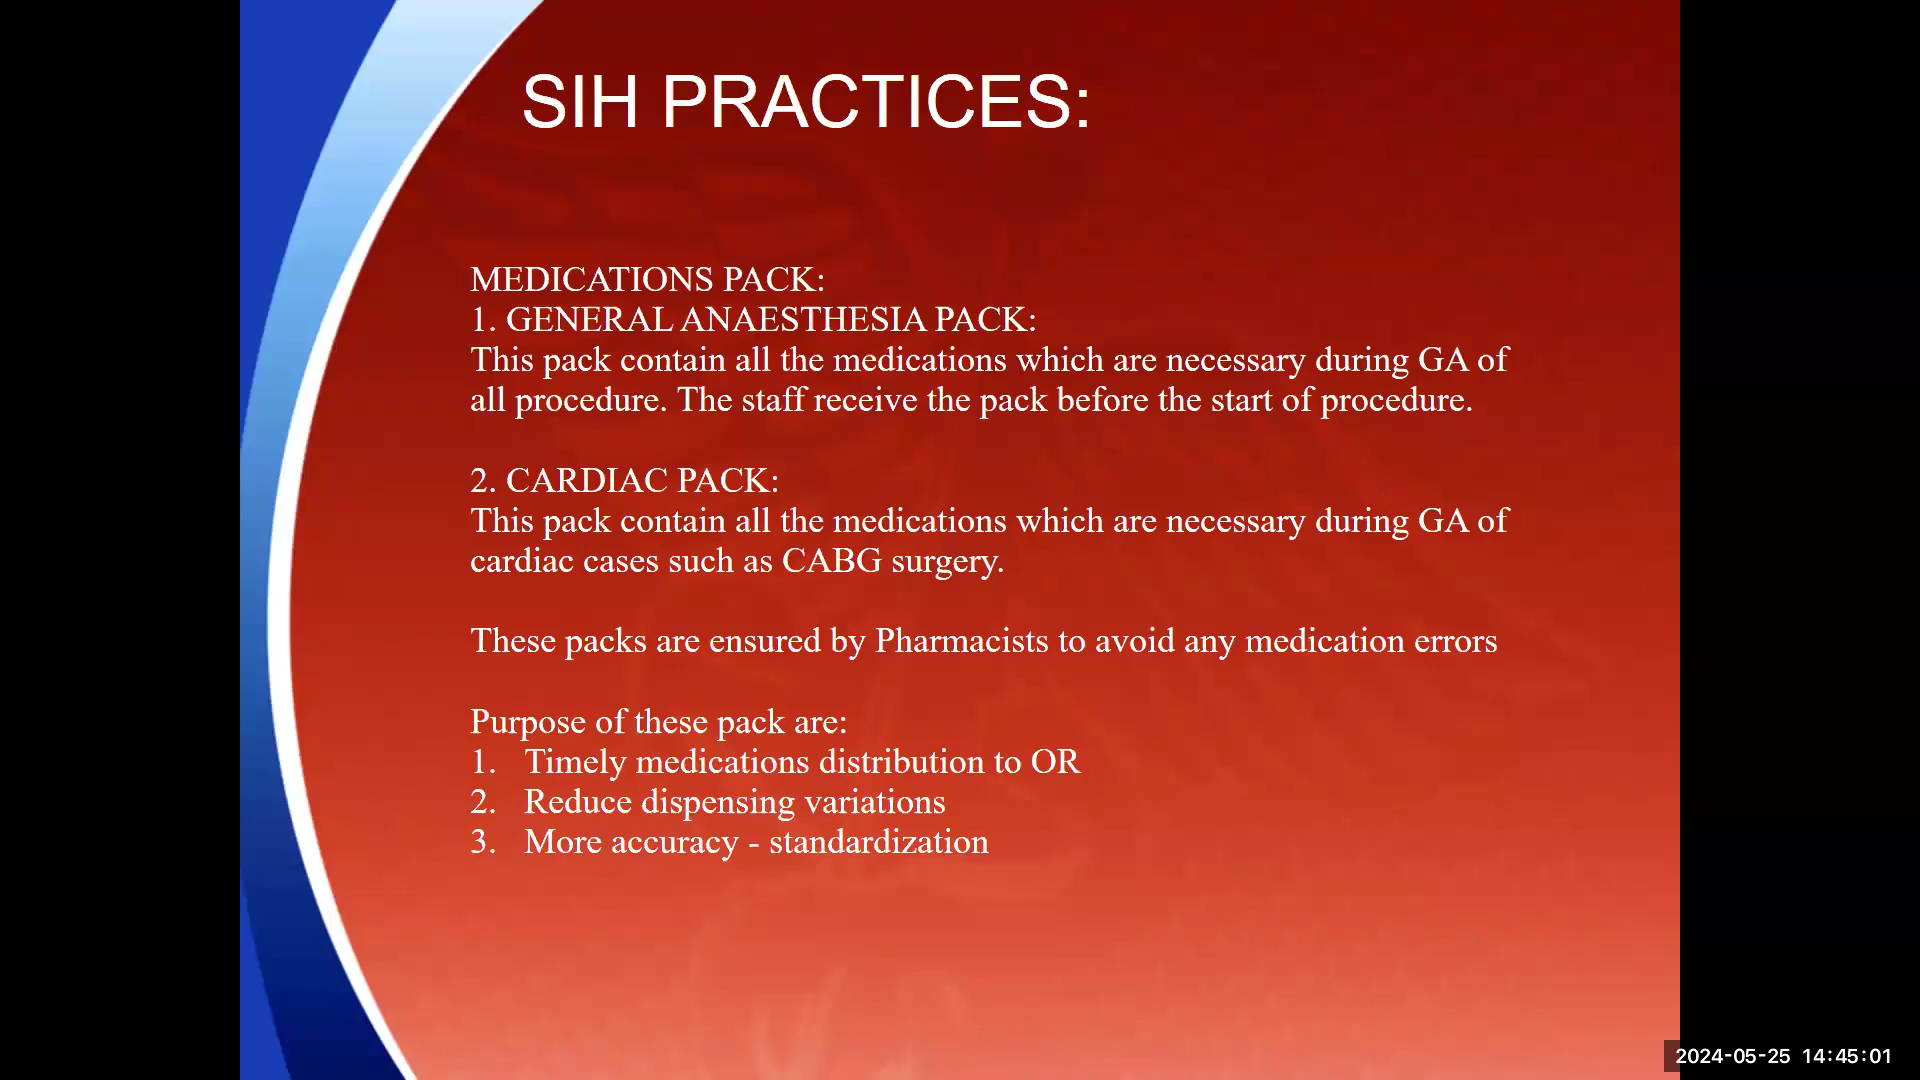 SIH PRACTICES:
MEDICATIONS PACK:
1. GENERAL ANAESTHESIA PACK:
This pack contain all the medications which are necessary during GA of
all procedure. The staff receive the pack before the start of procedure.
2. CARDIAC PACK:
This pack contain all the medications which are necessary during GA of
cardiac cases such as CABG surgery.
These packs are ensured by Pharmacists to avoid any medication errors
Purpose of these pack are:
1. Timely medications distribution to OR
2. Reduce dispensing variations
3. More accuracy - standardization
2024-05-25 14:45:01